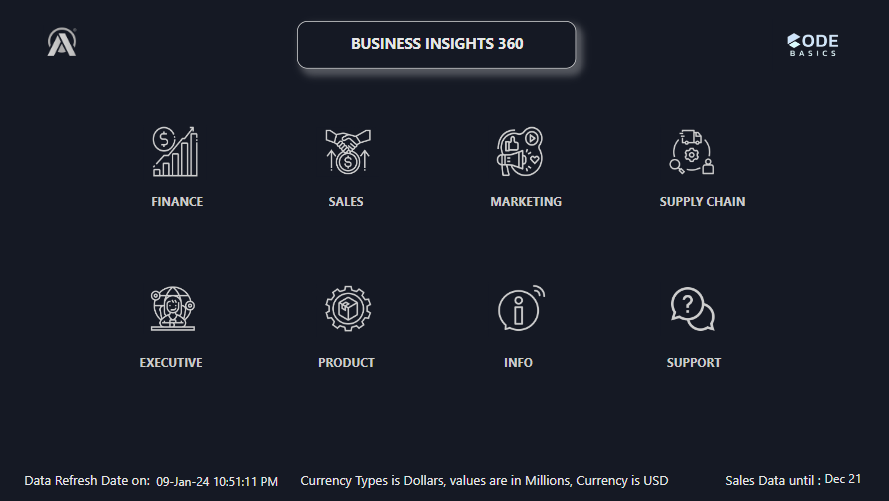 BUSINESS INSIGHTS 360
CODE
BASICS
FINANCE
SALES
MARKETING
SUPPLY CHAIN
EXECUTIVE
PRODUCT
INFO
SUPPORT
Data Refresh Date on: 09-Jan-24 10:51:11 PM
Currency Types is Dollars, values are in Millions, Currency is USD
Sales Data until : Dec 21